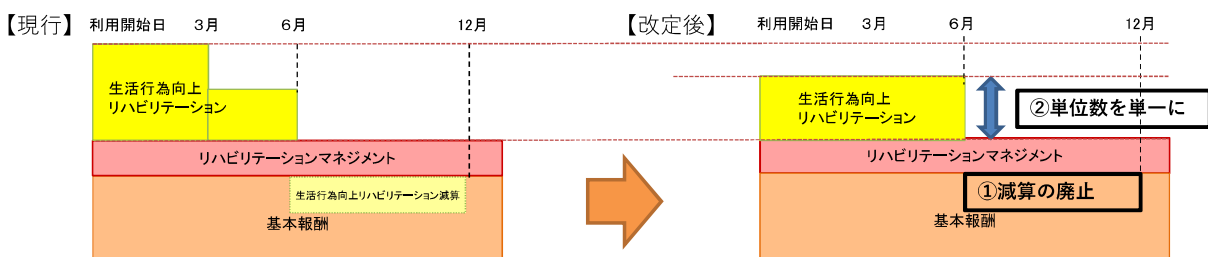 【現行】 利用開始日 3月 6月 12月
生活行為向上
リハビリテーション
リハビリテーションマネジメント
生活行為向上リハビリテーション減算
基本報酬
【改定後】 利用開始日 3月 6月 12月
生活行為向上
リハビリテーション
②単位数を単一に
リハビリテーションマネジメント
①減算の廃止
基本報酬